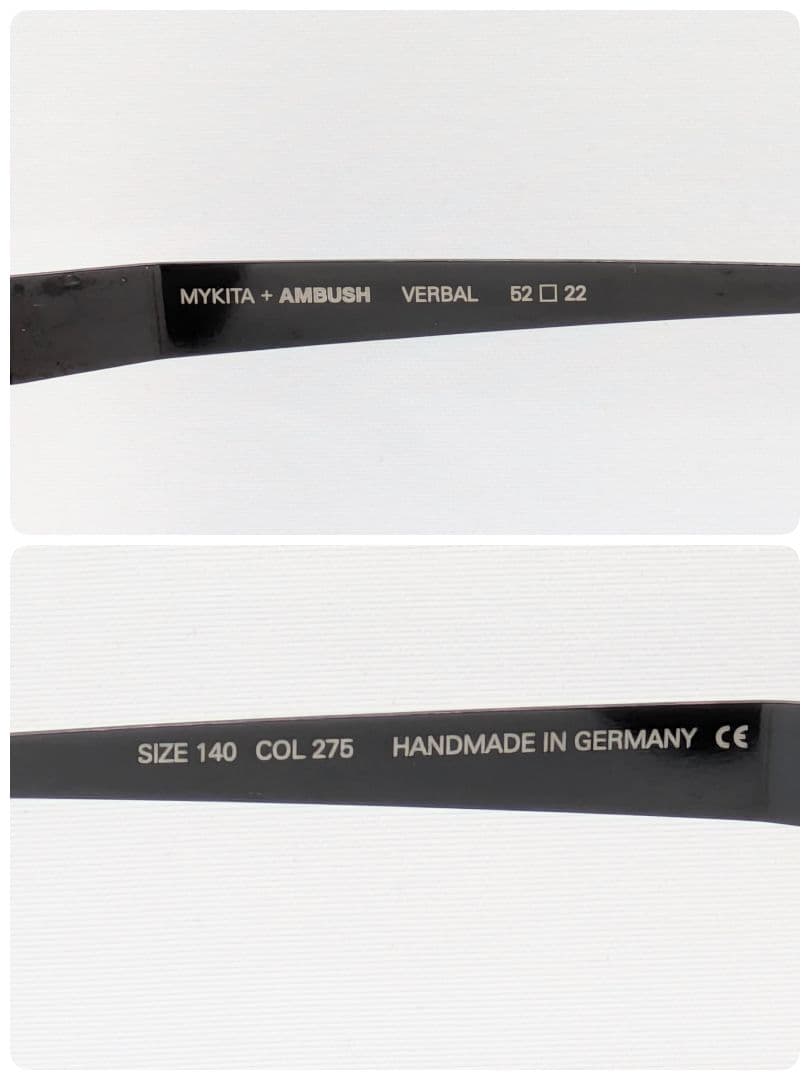 MYKITA + AMBUSH VERBAL 52 □ 22
SIZE 140 COL 275 HANDMADE IN GERMANY CE